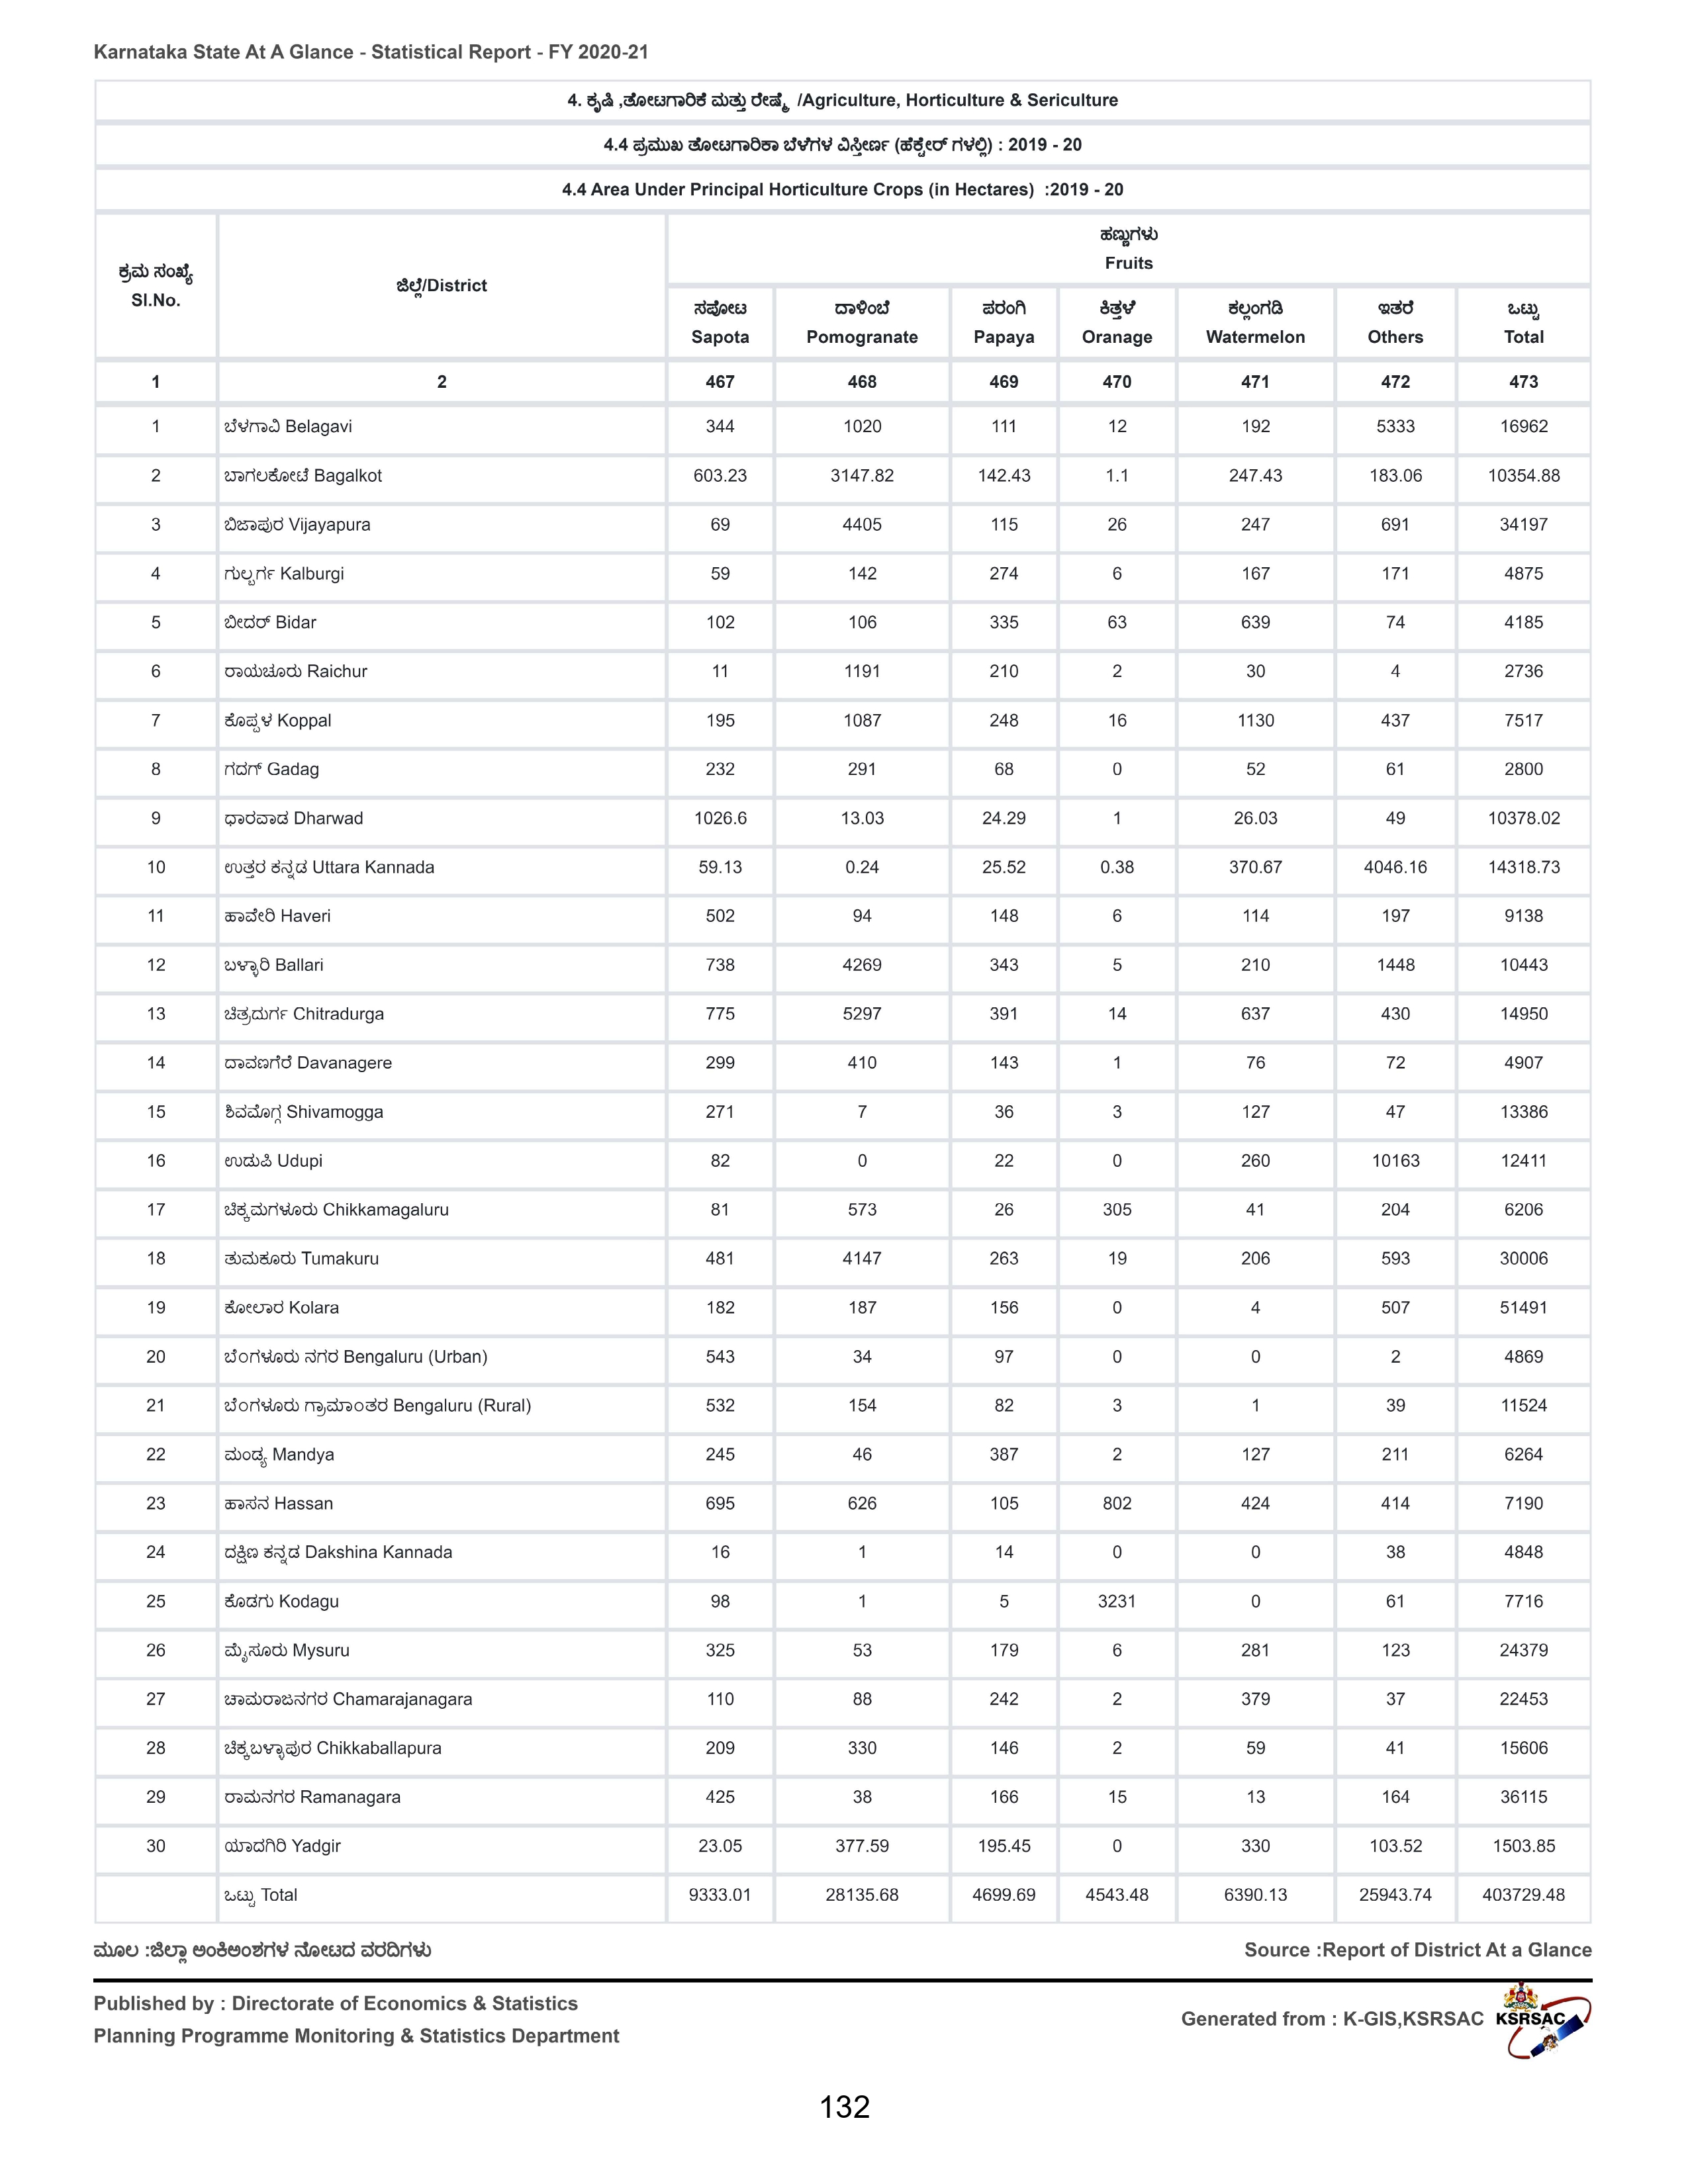 Karnataka State At A Glance - Statistical Report - FY 2020-21
4. ಕೃಷಿ ,ತೋಟಗಾರಿಕೆ ಮತ್ತು ರೇಷ್ಮೆ /Agriculture, Horticulture & Sericulture
4.4 ಪ್ರಮುಖ ತೋಟಗಾರಿಕಾ ಬೆಳೆಗಳ ವಿಸ್ತೀರ್ಣ (ಹೆಕ್ಟೇರ್ ಗಳಲ್ಲಿ) : 2019 - 20
4.4 Area Under Principal Horticulture Crops (in Hectares) :2019 - 20
ಕ್ರಮ ಸಂಖ್ಯೆ Sl.No. ಜಿಲ್ಲೆ/District ಹಣ್ಣುಗಳು Fruits
ಸಪೋಟ ದಾಳಿಂಬೆ ಪರಂಗಿ ಕಿತ್ತಳೆ ಕಲ್ಲಂಗಡಿ ಇತರೆ ಒಟ್ಟು
Sapota Pomogranate Papaya Oranage Watermelon Others Total
1 2 467 468 469 470 471 472 473
1 ಬೆಳಗಾವಿ Belagavi 344 1020 111 12 192 5333 16962
2 ಬಾಗಲಕೋಟೆ Bagalkot 603.23 3147.82 142.43 1.1 247.43 183.06 10354.88
3 ಬಿಜಾಪುರ Vijayapura 69 4405 115 26 247 691 34197
4 ಗುಲ್ಬರ್ಗ Kalburgi 59 142 274 6 167 171 4875
5 ಬೀದರ್ Bidar 102 106 335 63 639 74 4185
6 ರಾಯಚೂರು Raichur 11 1191 210 2 30 4 2736
7 ಕೊಪ್ಪಳ Koppal 195 1087 248 16 1130 437 7517
8 ಗದಗ್ Gadag 232 291 68 0 52 61 2800
9 ಧಾರವಾಡ Dharwad 1026.6 13.03 24.29 1 26.03 49 10378.02
10 ಉತ್ತರ ಕನ್ನಡ Uttara Kannada 59.13 0.24 25.52 0.38 370.67 4046.16 14318.73
11 ಹಾವೇರಿ Haveri 502 94 148 6 114 197 9138
12 ಬಳ್ಳಾರಿ Ballari 738 4269 343 5 210 1448 10443
13 ಚಿತ್ರದುರ್ಗ Chitradurga 775 5297 391 14 637 430 14950
14 ದಾವಣಗೆರೆ Davanagere 299 410 143 1 76 72 4907
15 ಶಿವಮೊಗ್ಗ Shivamogga 271 7 36 3 127 47 13386
16 ಉಡುಪಿ Udupi 82 0 22 0 260 10163 12411
17 ಚಿಕ್ಕಮಗಳೂರು Chikkamagaluru 81 573 26 305 41 204 6206
18 ತುಮಕೂರು Tumakuru 481 4147 263 19 206 593 30006
19 ಕೋಲಾರ Kolara 182 187 156 0 4 507 51491
20 ಬೆಂಗಳೂರು ನಗರ Bengaluru (Urban) 543 34 97 0 0 2 4869
21 ಬೆಂಗಳೂರು ಗ್ರಾಮಾಂತರ Bengaluru (Rural) 532 154 82 3 1 39 11524
22 ಮಂಡ್ಯ Mandya 245 46 387 2 127 211 6264
23 ಹಾಸನ Hassan 695 626 105 802 424 414 7190
24 ದಕ್ಷಿಣ ಕನ್ನಡ Dakshina Kannada 16 1 14 0 0 38 4848
25 ಕೊಡಗು Kodagu 98 1 5 3231 0 61 7716
26 ಮೈಸೂರು Mysuru 325 53 179 6 281 123 24379
27 ಚಾಮರಾಜನಗರ Chamarajanagara 110 88 242 2 379 37 22453
28 ಚಿಕ್ಕಬಳ್ಳಾಪುರ Chikkaballapura 209 330 146 2 59 41 15606
29 ರಾಮನಗರ Ramanagara 425 38 166 15 13 164 36115
30 ಯಾದಗಿರಿ Yadgir 23.05 377.59 195.45 0 330 103.52 1503.85
ಒಟ್ಟು Total 9333.01 28135.68 4699.69 4543.48 6390.13 25943.74 403729.48
ಮೂಲ :ಜಿಲ್ಲಾ ಅಂಕಿಅಂಶಗಳ ನೋಟದ ವರದಿಗಳು Source :Report of District At a Glance
Published by : Directorate of Economics & Statistics
Planning Programme Monitoring & Statistics Department
Generated from : K-GIS,KSRSAC KSRSAC
132